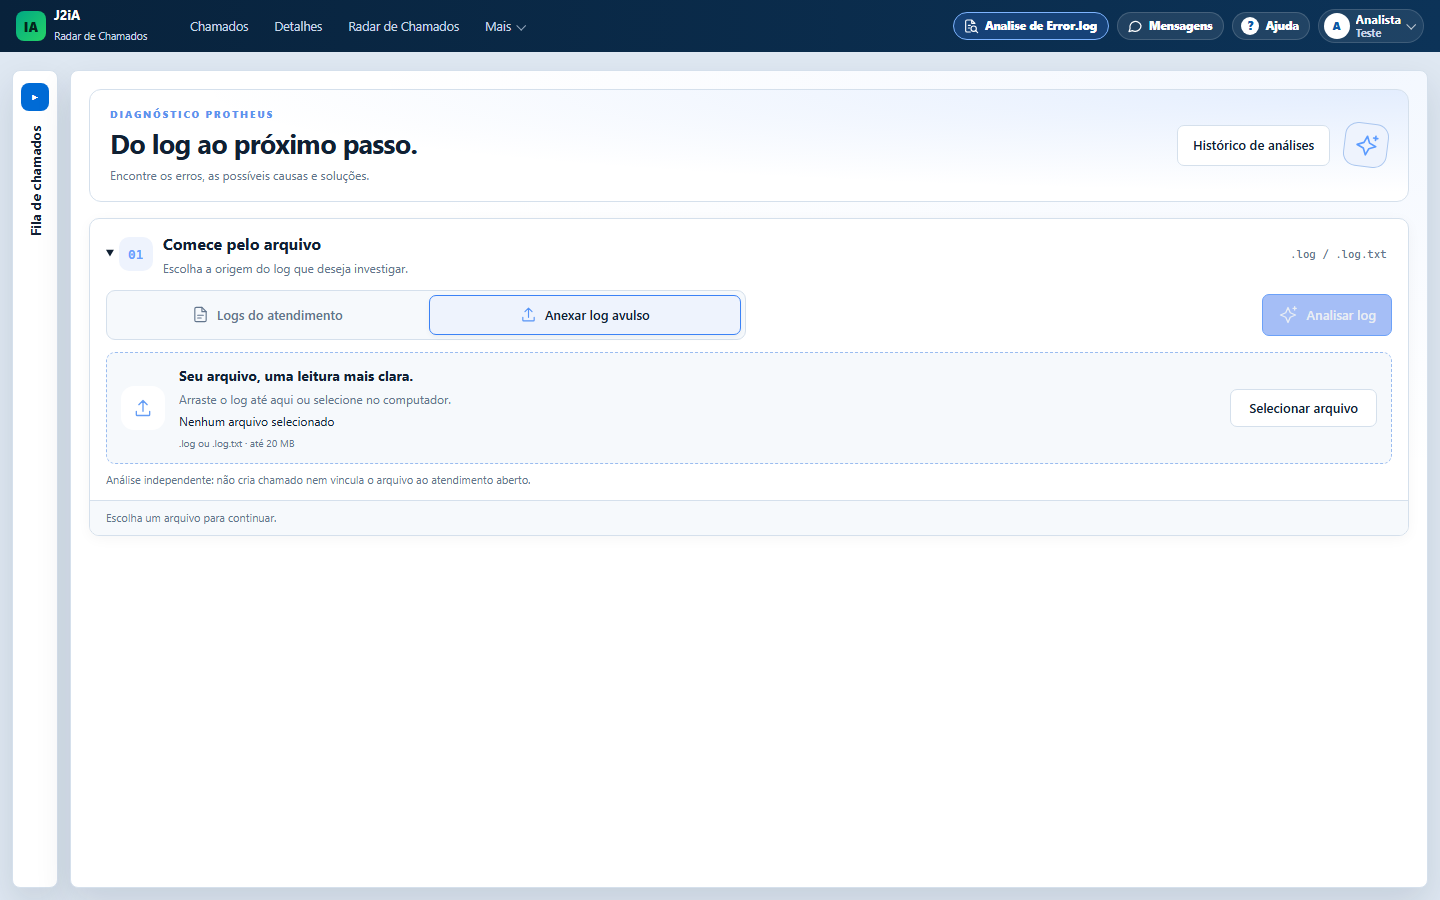 IA
J2iA
Radar de Chamados
Chamados
Detalhes
Radar de Chamados
Mais
Analise de Error.log
Mensagens
? Ajuda
A
Analista
Teste
Fila de chamados
DIAGNÓSTICO PROTHEUS
Do log ao próximo passo.
Encontre os erros, as possíveis causas e soluções.
Histórico de análises
01
Comece pelo arquivo
Escolha a origem do log que deseja investigar.
.log / .log.txt
Logs do atendimento
Anexar log avulso
Analisar log
Seu arquivo, uma leitura mais clara.
Arraste o log até aqui ou selecione no computador.
Nenhum arquivo selecionado
.log ou .log.txt · até 20 MB
Selecionar arquivo
Análise independente: não cria chamado nem vincula o arquivo ao atendimento aberto.
Escolha um arquivo para continuar.